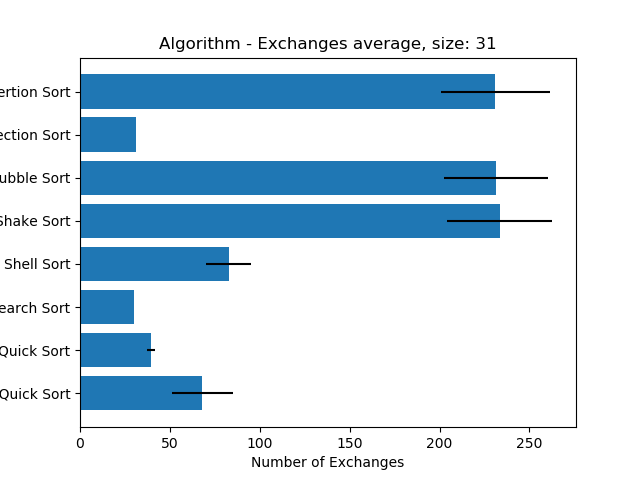 Algorithm - Exchanges average, size: 31
ertion Sort
ection Sort
ubble Sort
Shake Sort
Shell Sort
earch Sort
Quick Sort
Quick Sort
0 50 100 150 200 250
Number of Exchanges